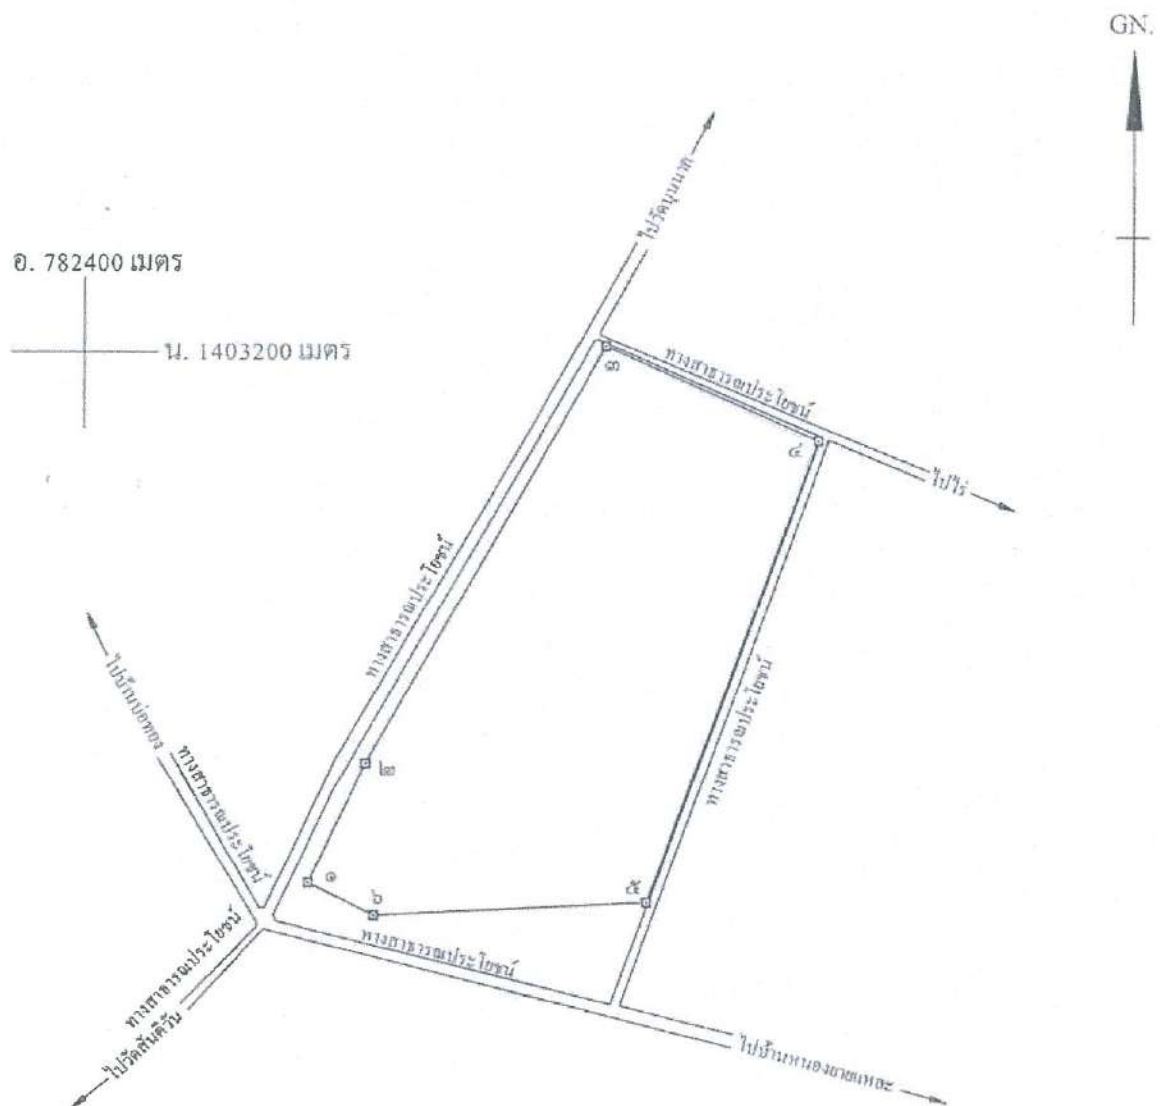 GN.
อ. 782400 เมตร
น. 1403200 เมตร
ไปวัดบุนนาค
ทางสาธารณประโยชน์
๓
๔
ไปไร่
ทางสาธารณประโยชน์
ทางสาธารณประโยชน์
ไปบ้านบ่อทอง
ทางสาธารณประโยชน์
๒
๑
๕
ทางสาธารณประโยชน์
ทางสาธารณประโยชน์
ไปวัดสันติวัน
ไปบ้านหนองยายแหยะ